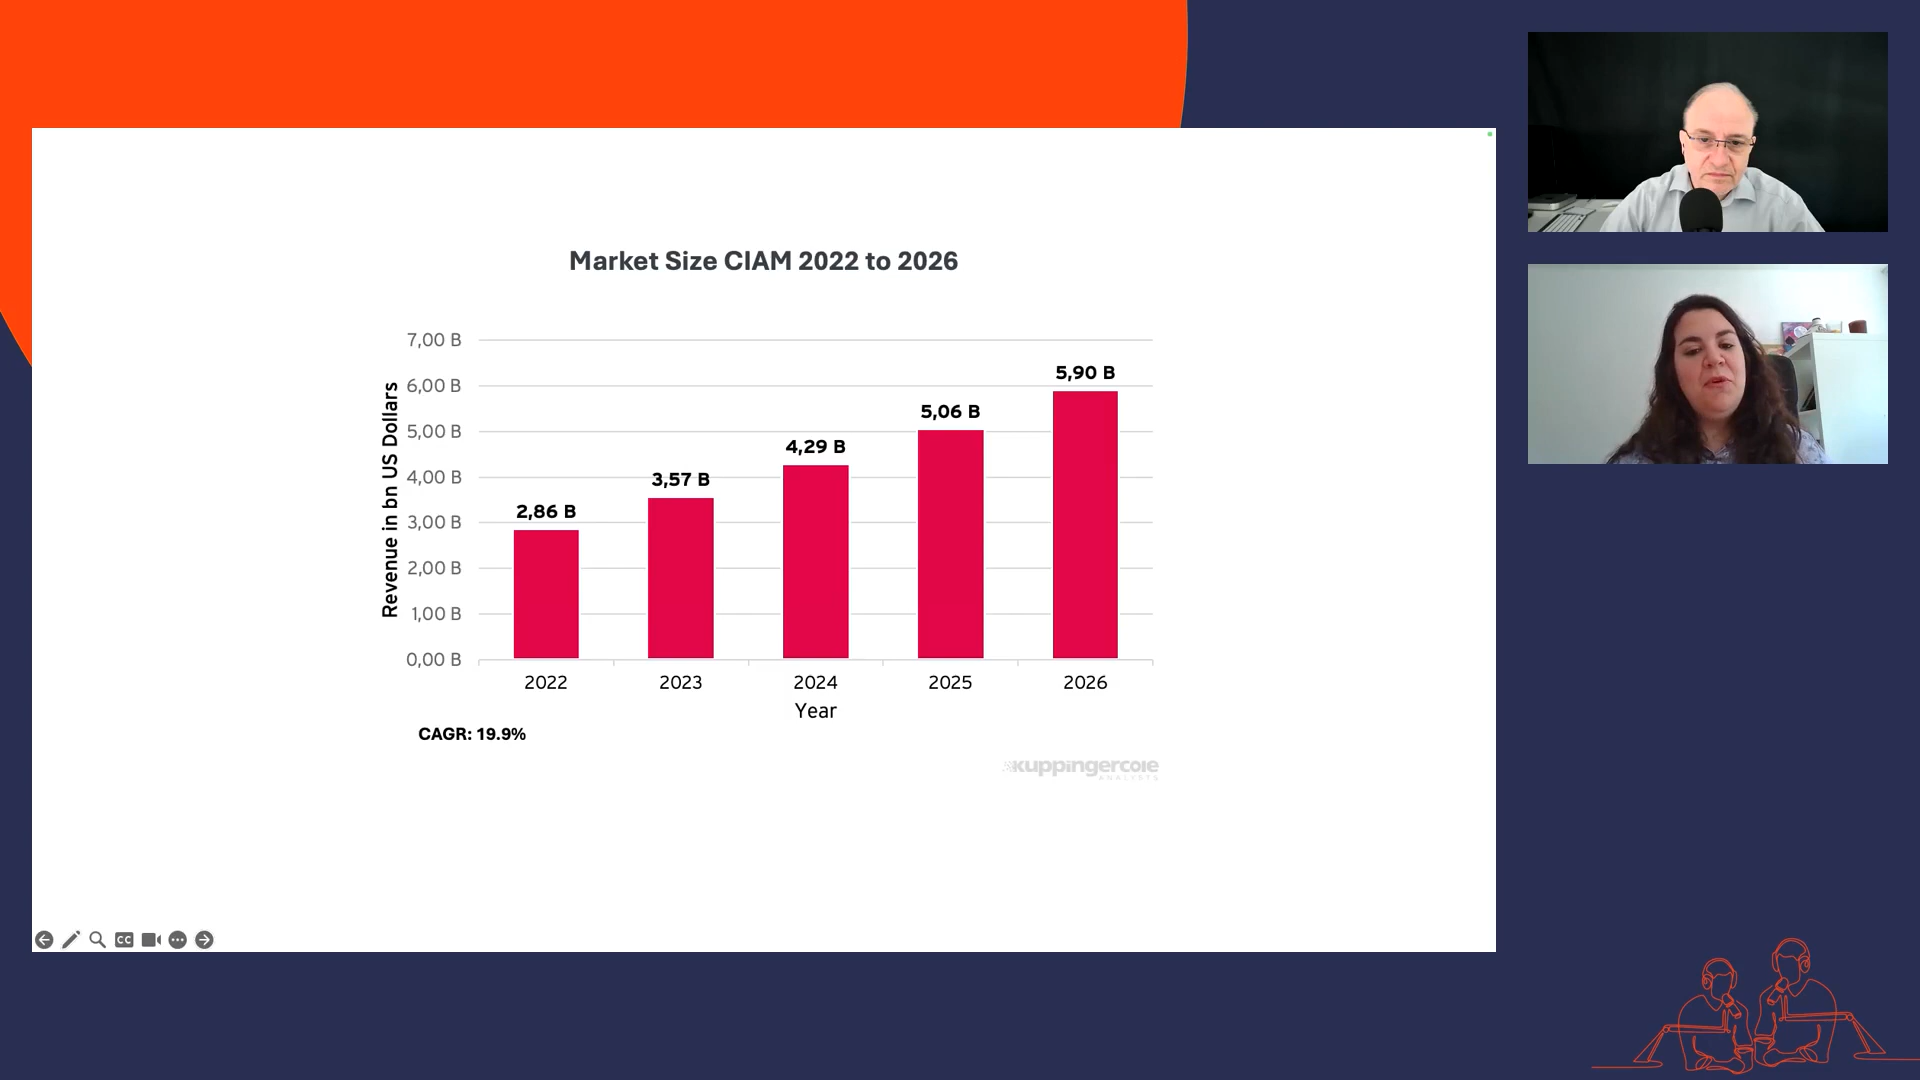 Market Size CIAM 2022 to 2026
Revenue in bn US Dollars
7,00 B
6,00 B
5,00 B
4,00 B
3,00 B
2,00 B
1,00 B
0,00 B
2,86 B
3,57 B
4,29 B
5,06 B
5,90 B
2022 2023 2024 2025 2026
Year
CAGR: 19.9%
kuppingercole
ANALYSTS
CC